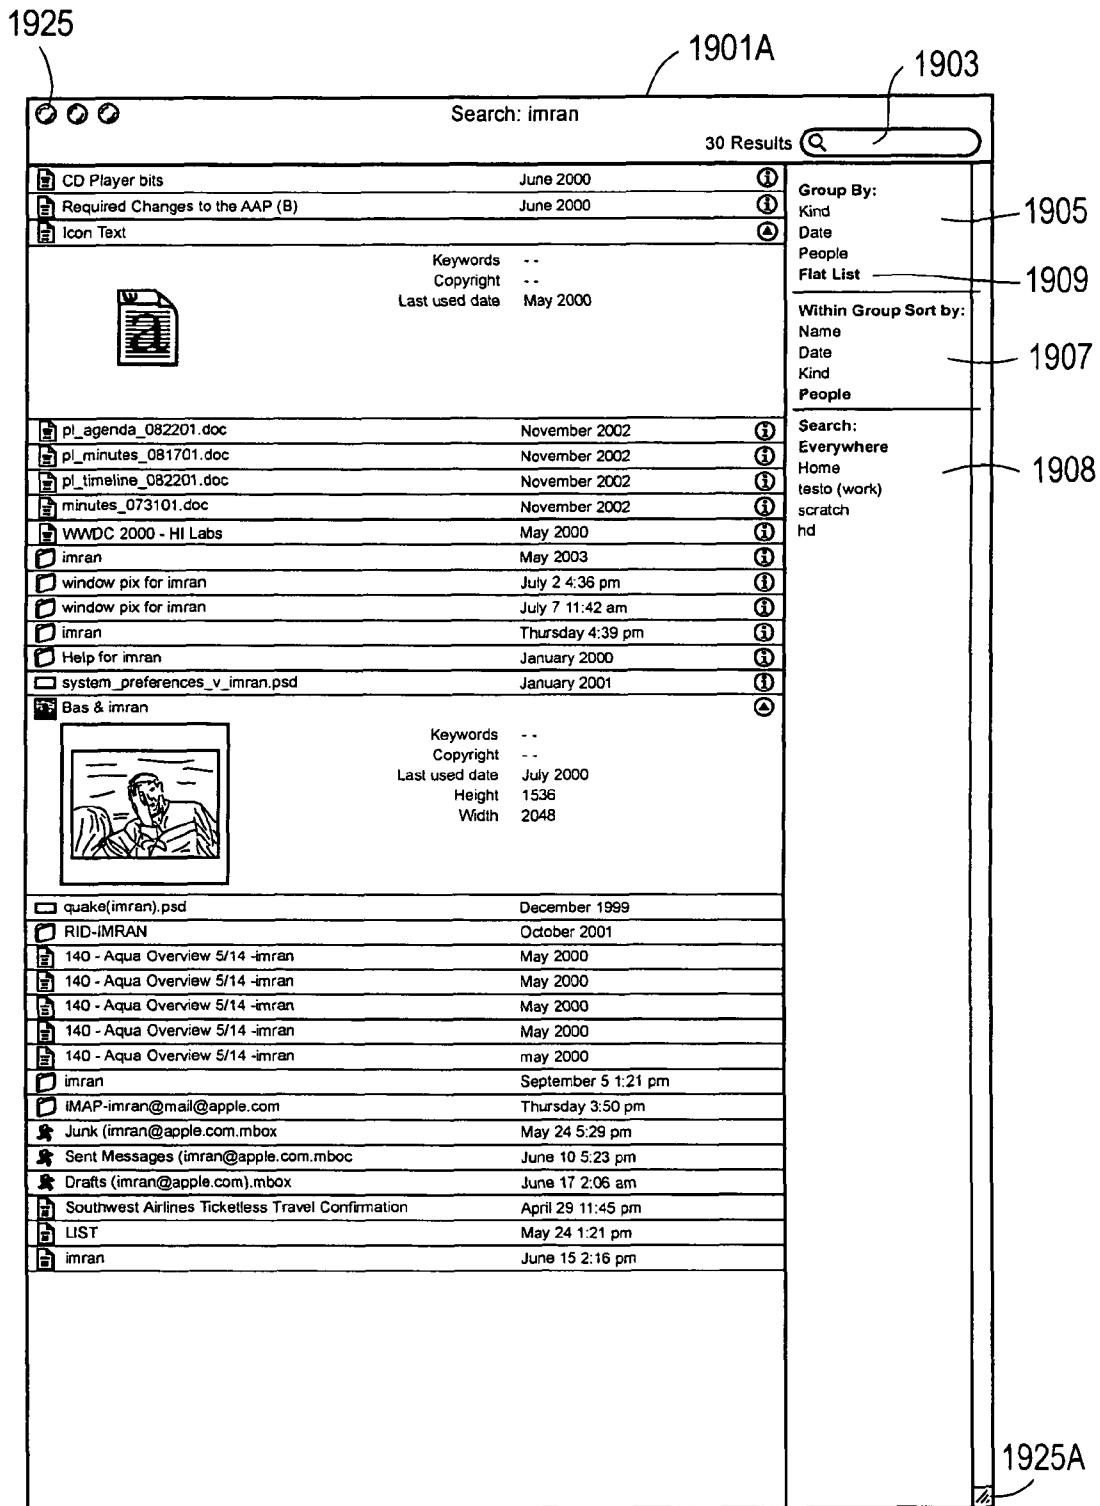 1925
1901A
1903
Search: imran
30 Results
CD Player bits June 2000
Required Changes to the AAP (B) June 2000
Icon Text
Keywords - -
Copyright - -
Last used date May 2000
W
a
pl_agenda_082201.doc November 2002
pl_minutes_081701.doc November 2002
pl_timeline_082201.doc November 2002
minutes_073101.doc November 2002
WWDC 2000 - HI Labs May 2000
imran May 2003
window pix for imran July 2 4:36 pm
window pix for imran July 7 11:42 am
imran Thursday 4:39 pm
Help for imran January 2000
system_preferences_v_imran.psd January 2001
Bas & imran
Keywords - -
Copyright - -
Last used date July 2000
Height 1536
Width 2048
quake(imran).psd December 1999
RID-IMRAN October 2001
140 - Aqua Overview 5/14 -imran May 2000
140 - Aqua Overview 5/14 -imran May 2000
140 - Aqua Overview 5/14 -imran May 2000
140 - Aqua Overview 5/14 -imran May 2000
140 - Aqua Overview 5/14 -imran may 2000
imran September 5 1:21 pm
iMAP-imran@mail@apple.com Thursday 3:50 pm
Junk (imran@apple.com.mbox May 24 5:29 pm
Sent Messages (imran@apple.com.mboc June 10 5:23 pm
Drafts (imran@apple.com).mbox June 17 2:06 am
Southwest Airlines Ticketless Travel Confirmation April 29 11:45 pm
LIST May 24 1:21 pm
imran June 15 2:16 pm
Group By:
Kind
Date
People
Flat List
1905
1909
Within Group Sort by:
Name
Date
Kind
People
1907
Search:
Everywhere
Home
testo (work)
scratch
hd
1908
1925A